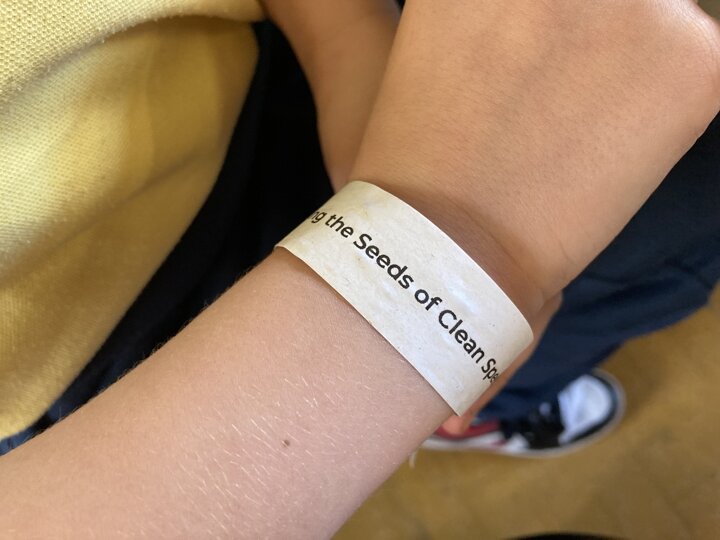 the Seeds of Clean